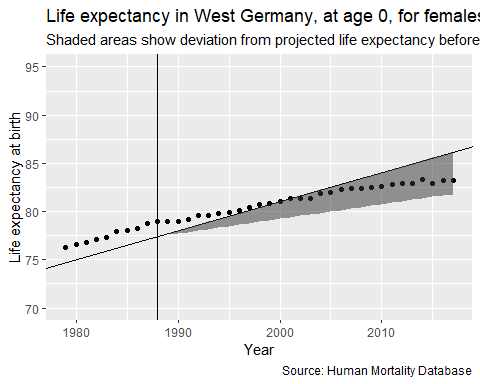 Life expectancy in West Germany, at age 0, for females
Shaded areas show deviation from projected life expectancy before
95
90
85
80
75
70
Life expectancy at birth
1980 1990 2000 2010
Year
Source: Human Mortality Database